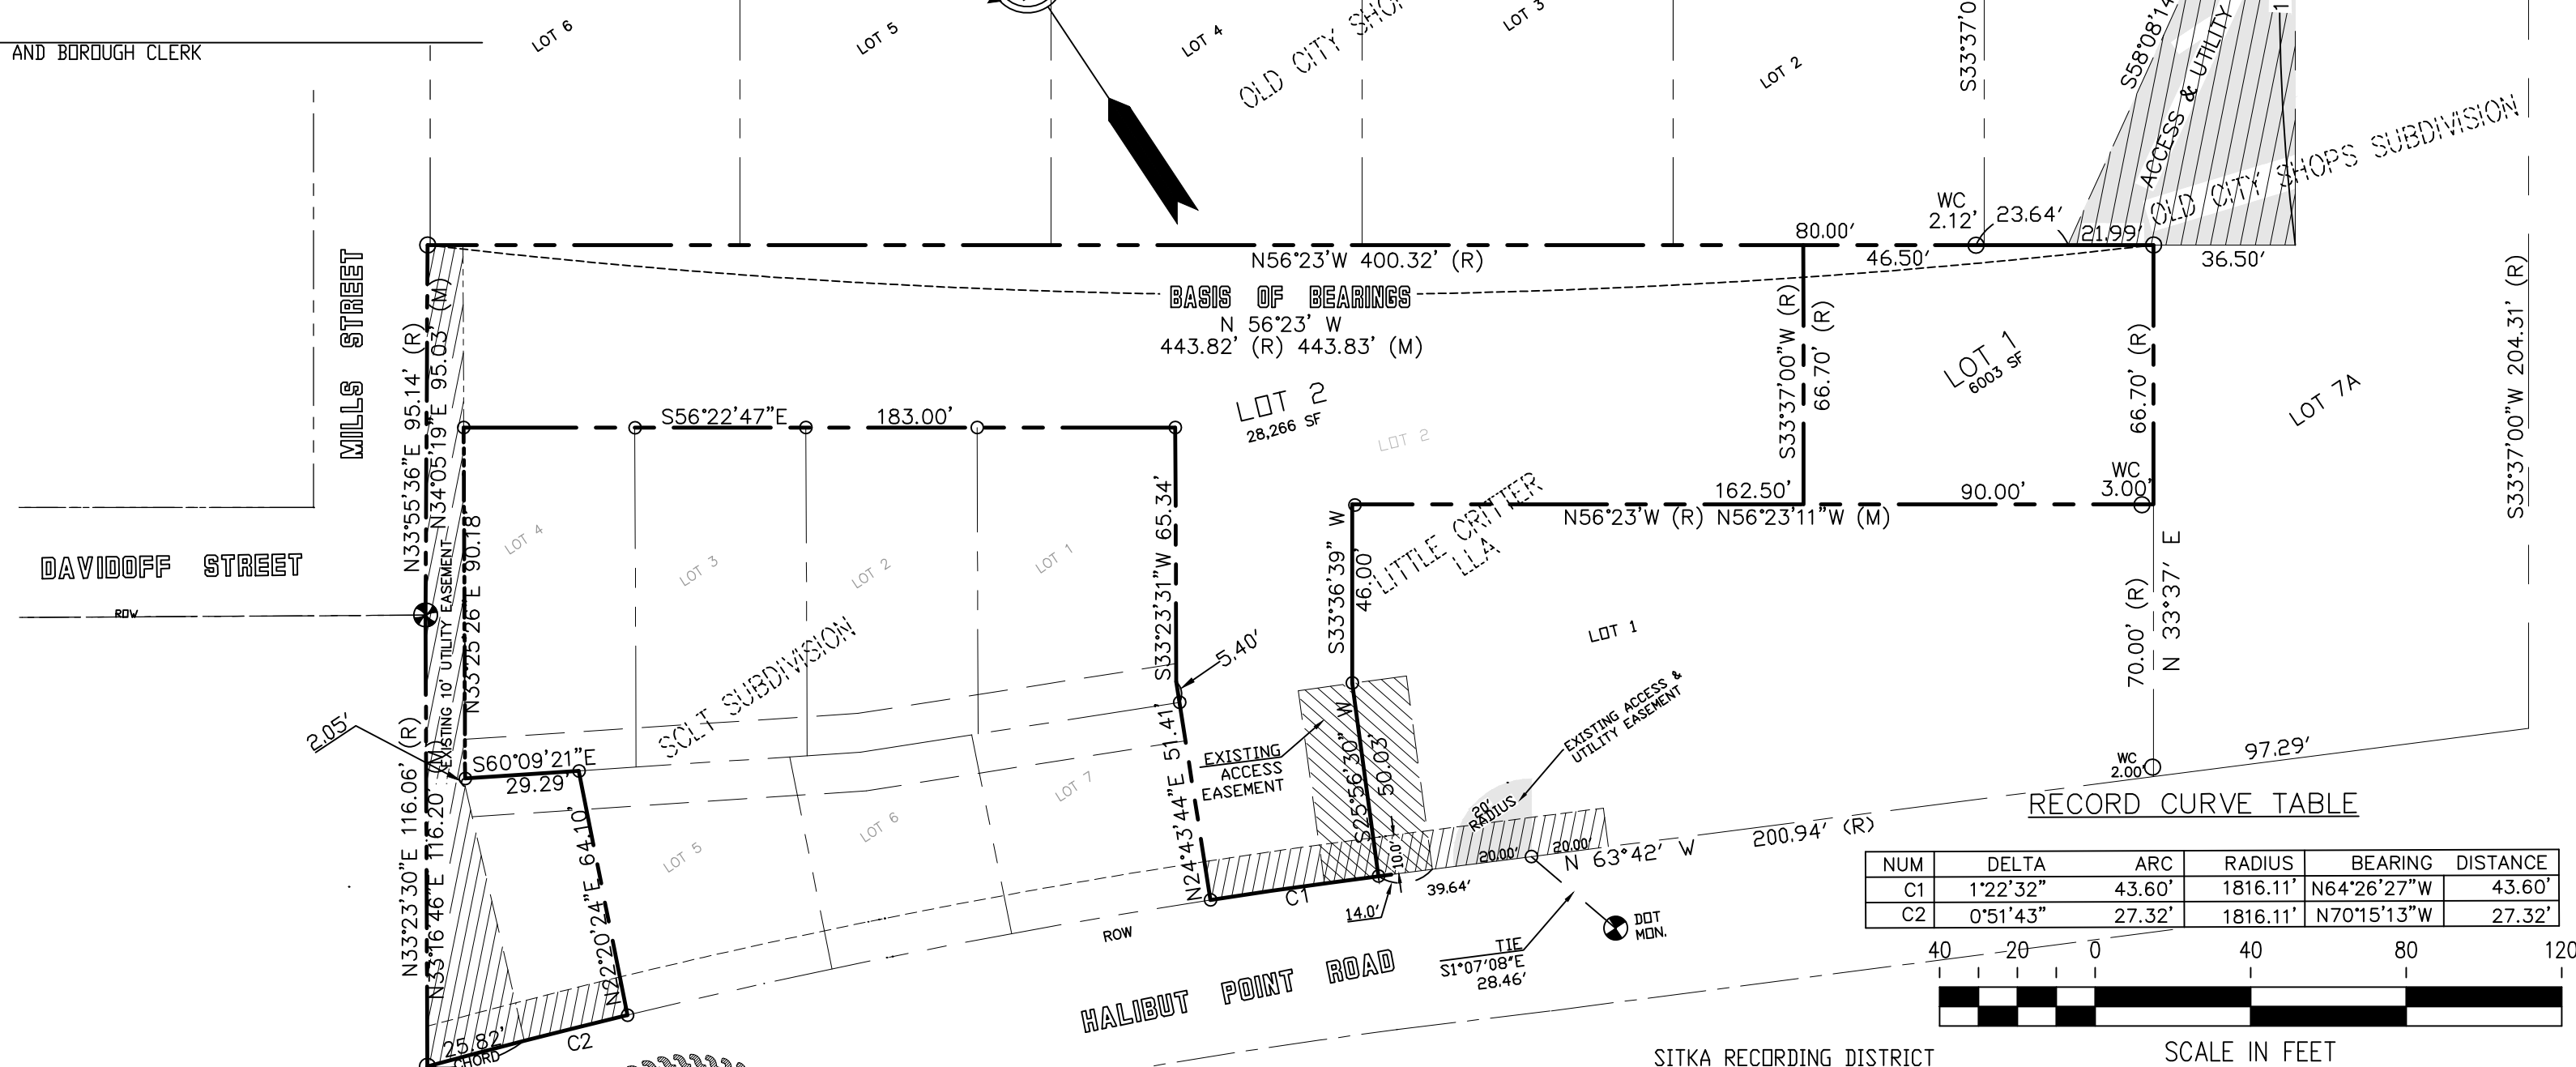 AND BOROUGH CLERK
LOT 6
LOT 5
LOT 4
LOT 3
LOT 2
S33°37'0
S58°08'14
ACCESS & UTILITY
1
OLD CITY SHOPS SUBDIVISION
WC
2.12'
23.64'
21.99'
80.00'
46.50'
36.50'
N56°23'W 400.32' (R)
BASIS OF BEARINGS
N 56°23' W
443.82' (R) 443.83' (M)
MILLS STREET
N33°55'36"E 95.14' (R)
N34°05'19"E 95.03' (M)
S33°37'00"W (R)
66.70' (R)
LOT 1
6003 SF
66.70' (R)
LOT 7A
S33°37'00"W 204.31' (R)
LOT 2
28,266 SF
LOT 2
S56°22'47"E 183.00'
WC
3.00'
162.50'
90.00'
N56°23'W (R) N56°23'11"W (M)
LITTLE CRITTER
LLA
DAVIDOFF STREET
ROW
EXISTING 10' UTILITY EASEMENT
N33°25'26"E 90.18'
LOT 4
LOT 3
LOT 2
LOT 1
S33°23'31"W 65.34'
S33°36'39" W
46.00'
LOT 1
70.00' (R)
N 33°37' E
5.40'
SCLT SUBDIVISION
2.05'
S60°09'21"E
29.29'
N33°23'30"E 116.06' (R)
N33°16'46"E 116.20' (M)
N22°20'24"E 64.10'
LOT 5
LOT 6
LOT 7
N24°43'44"E 51.41'
EXISTING
ACCESS
EASEMENT
S25°56'30" W
50.03'
EXISTING ACCESS &
UTILITY EASEMENT
20'
RADIUS
10.0'
20.00'
20.00'
N 63°42' W 200.94' (R)
WC
2.00'
97.29'
39.64'
14.0'
C1
ROW
HALIBUT POINT ROAD
TIE
S1°07'08"E
28.46'
DOT
MON.
25.82'
CHORD
C2
RECORD CURVE TABLE
NUM DELTA ARC RADIUS BEARING DISTANCE
C1 1°22'32" 43.60' 1816.11' N64°26'27"W 43.60'
C2 0°51'43" 27.32' 1816.11' N70°15'13"W 27.32'
40 20 0 40 80 120
SCALE IN FEET
SITKA RECORDING DISTRICT